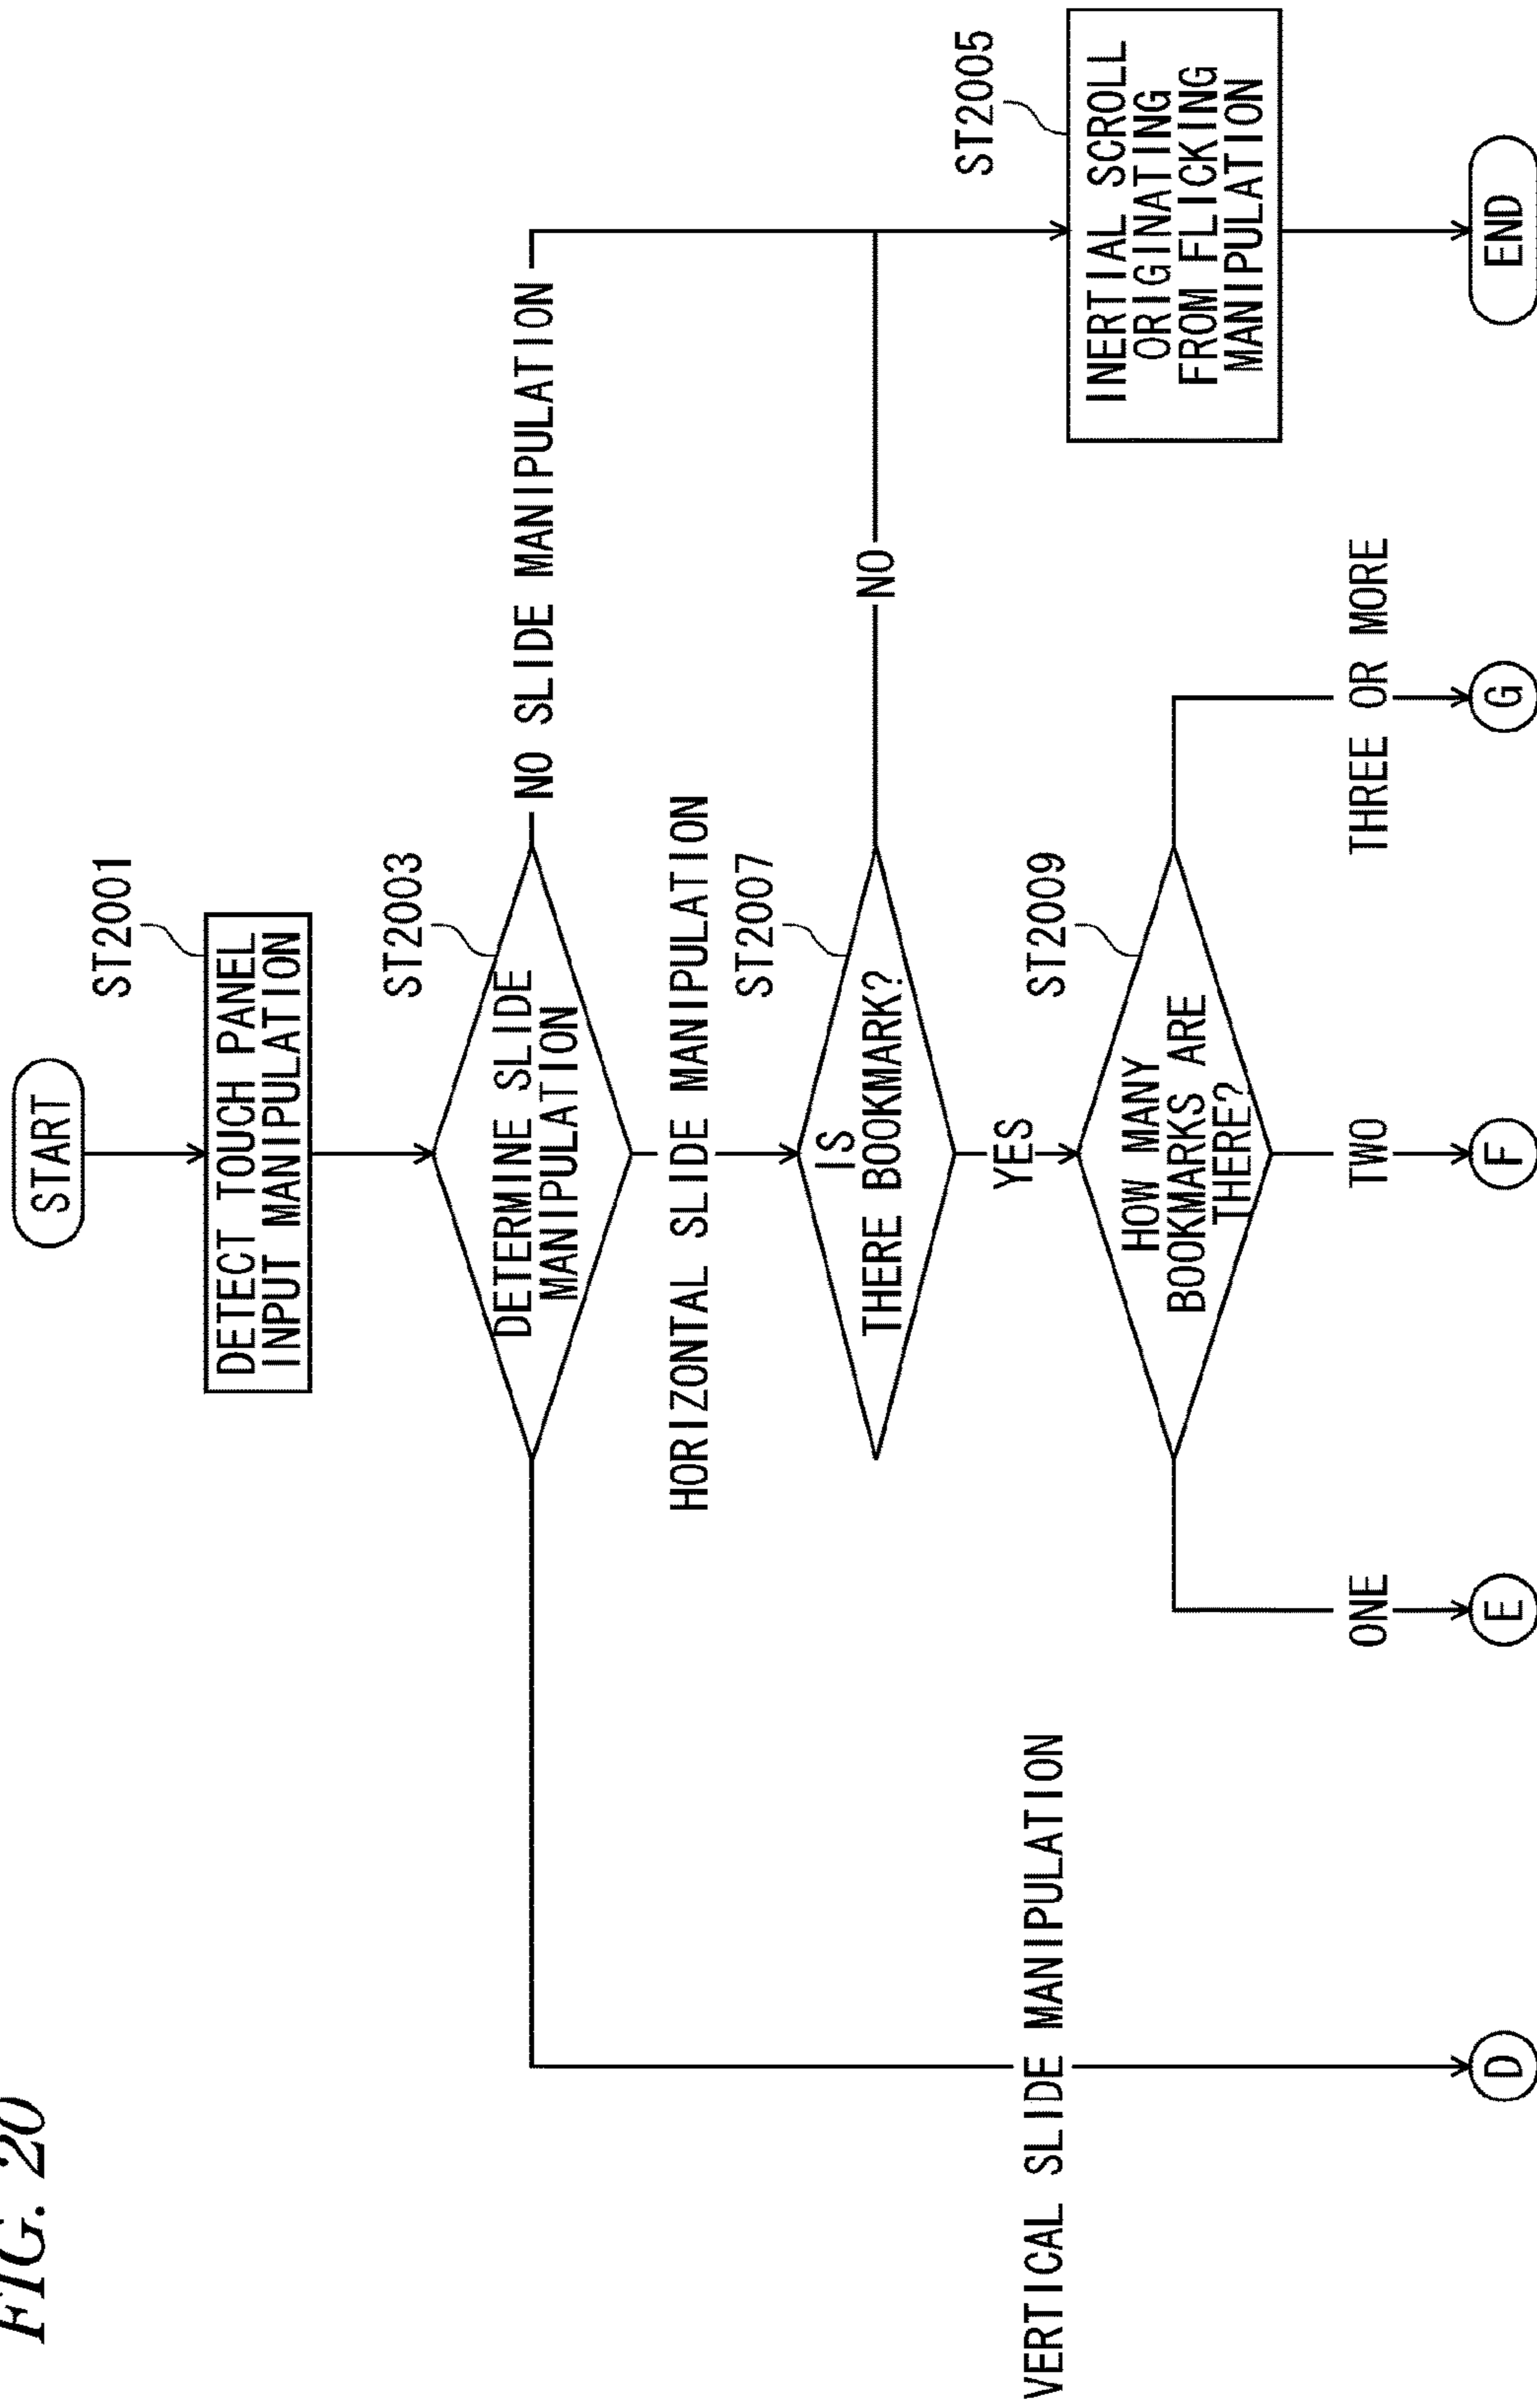 FIG. 20
START
ST2001
DETECT TOUCH PANEL
INPUT MANIPULATION
ST2003
DETERMINE SLIDE
MANIPULATION
NO SLIDE MANIPULATION
HORIZONTAL SLIDE MANIPULATION
ST2007
IS
THERE BOOKMARK?
NO
YES
ST2005
INERTIAL SCROLL
ORIGINATING
FROM FLICKING
MANIPULATION
VERTICAL SLIDE MANIPULATION
ST2009
HOW MANY
BOOKMARKS ARE
THERE?
ONE
TWO
THREE OR MORE
D
E
F
G
END